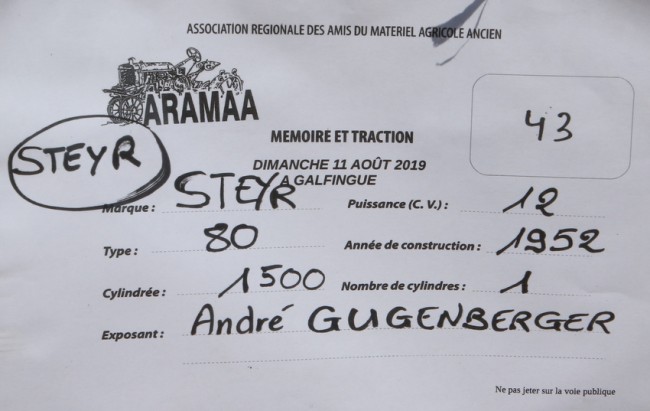 ASSOCIATION REGIONALE DES AMIS DU MATERIEL AGRICOLE ANCIEN
ARAMAA
43
MEMOIRE ET TRACTION
STEYR
DIMANCHE 11 AOÛT 2019
A GALFINGUE
Marque : STEYR Puissance (C. V.) : 12
Type : 80 Année de construction : 1952
Cylindrée : 1500 Nombre de cylindres : 1
Exposant : André GUGENBERGER
Ne pas jeter sur la voie publique